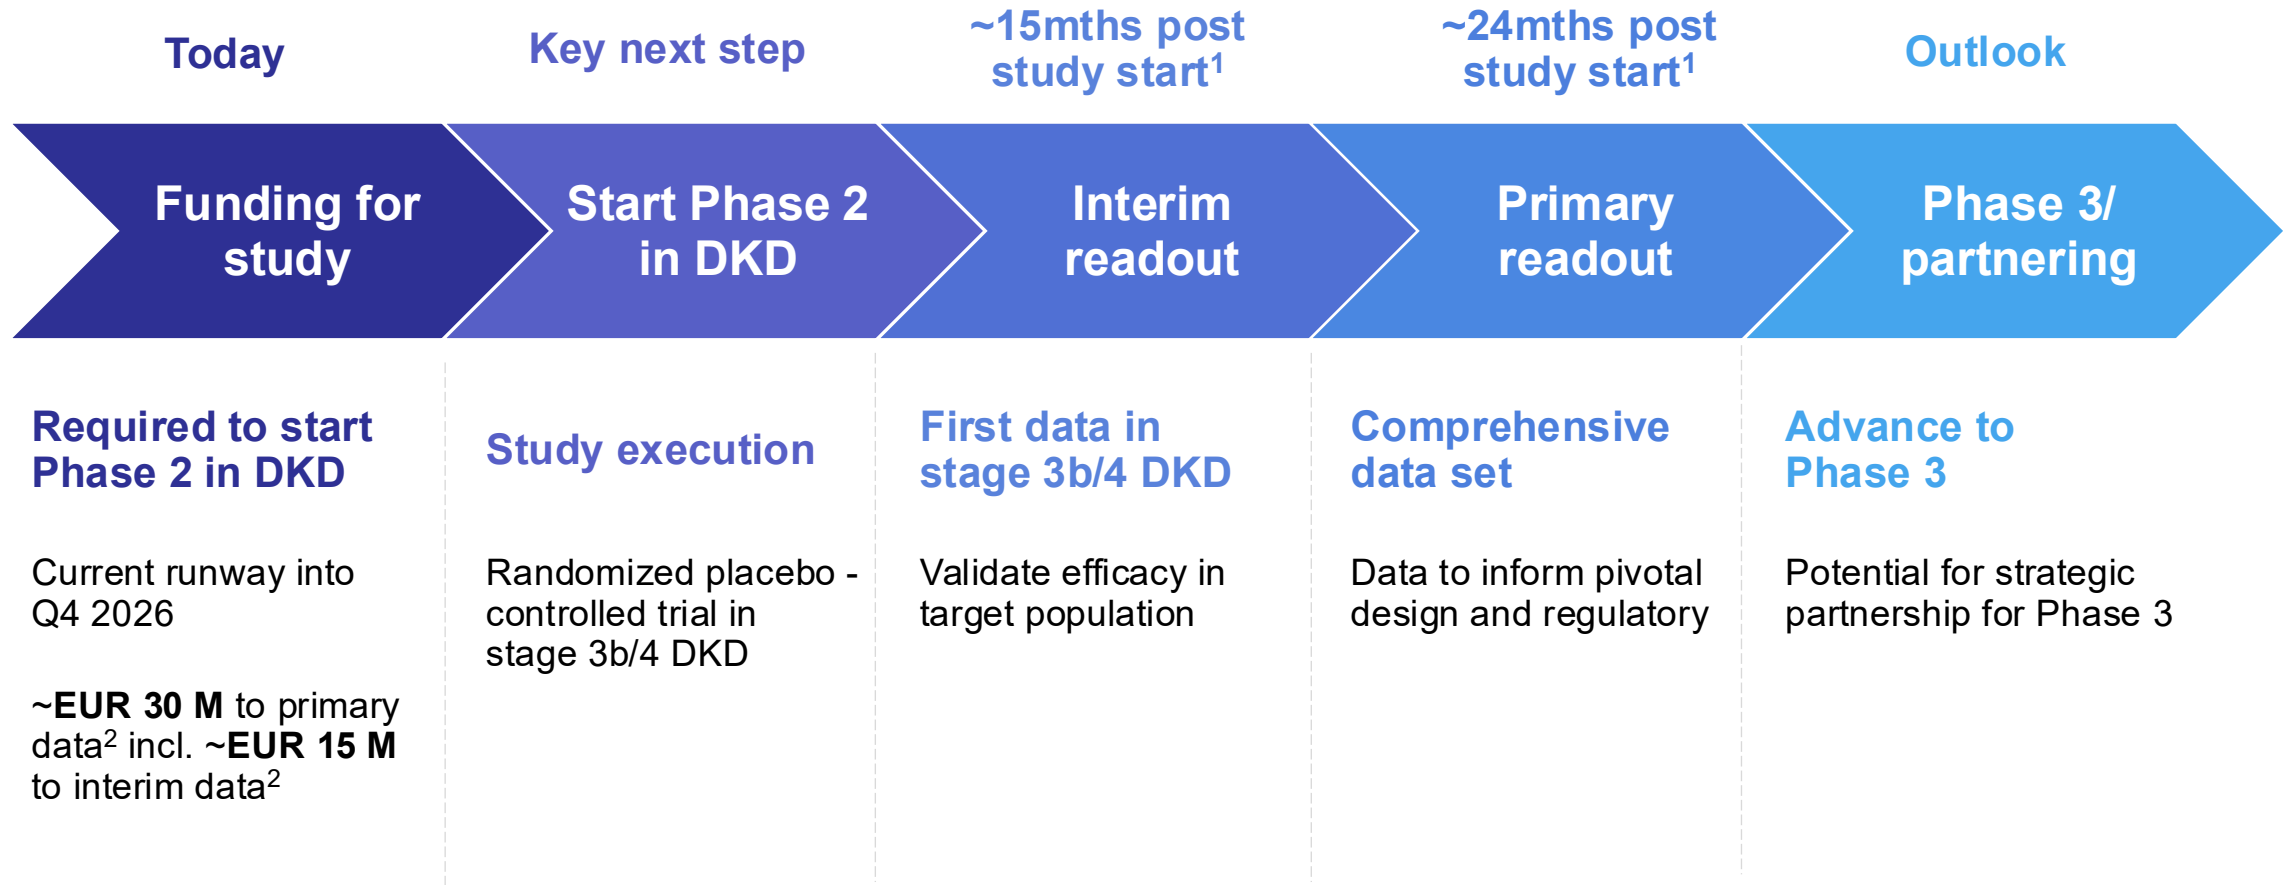 Today
Key next step
~15mths post
study start1
~24mths post
study start1
Outlook
Funding for
study
Start Phase 2
in DKD
Interim
readout
Primary
readout
Phase 3/
partnering
Required to start
Phase 2 in DKD
Current runway into
Q4 2026
~EUR 30 M to primary
data2 incl. ~EUR 15 M
to interim data2
Study execution
Randomized placebo -
controlled trial in
stage 3b/4 DKD
First data in
stage 3b/4 DKD
Validate efficacy in
target population
Comprehensive
data set
Data to inform pivotal
design and regulatory
Advance to
Phase 3
Potential for strategic
partnership for Phase 3